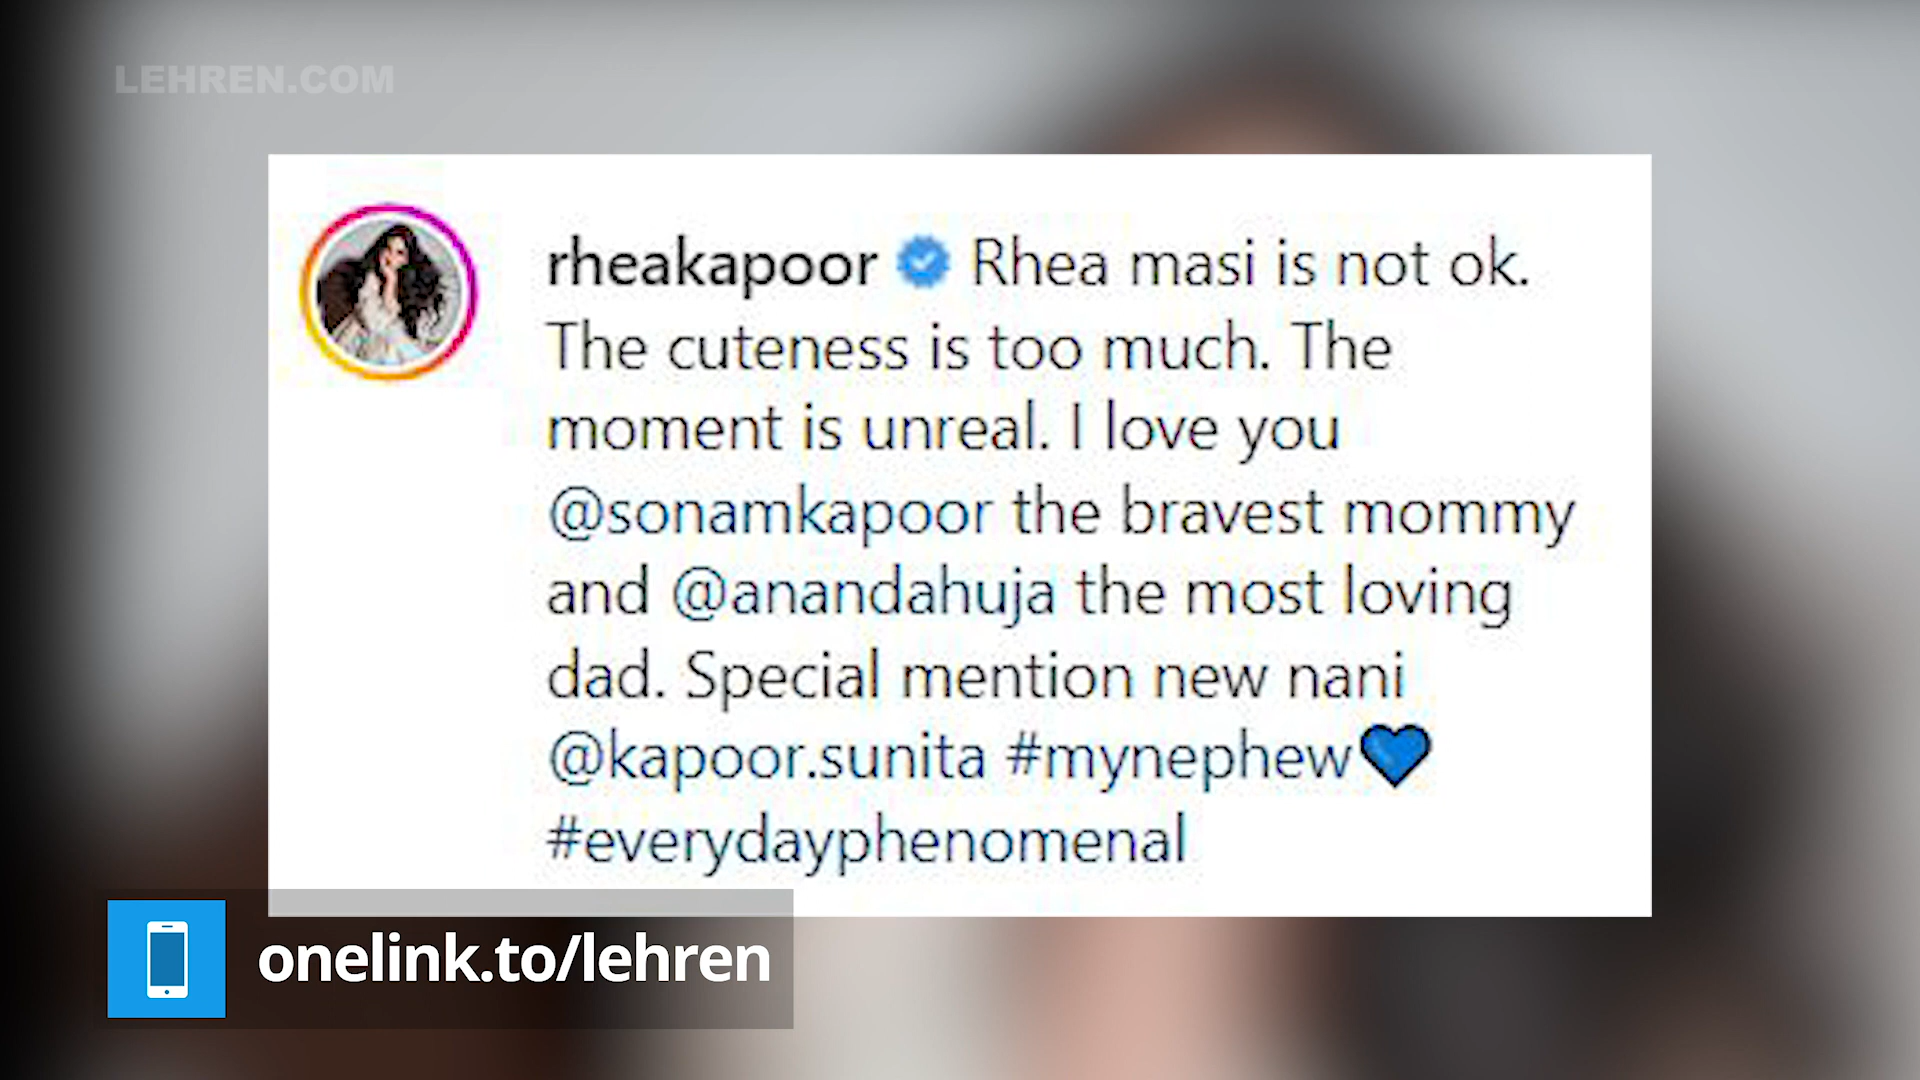 LEHREN.COM
rheakapoor Rhea masi is not ok.
The cuteness is too much. The
moment is unreal. I love you
@sonamkapoor the bravest mommy
and @anandahuja the most loving
dad. Special mention new nani
@kapoor.sunita #mynephew💙
#everydayphenomenal
onelink.to/lehren